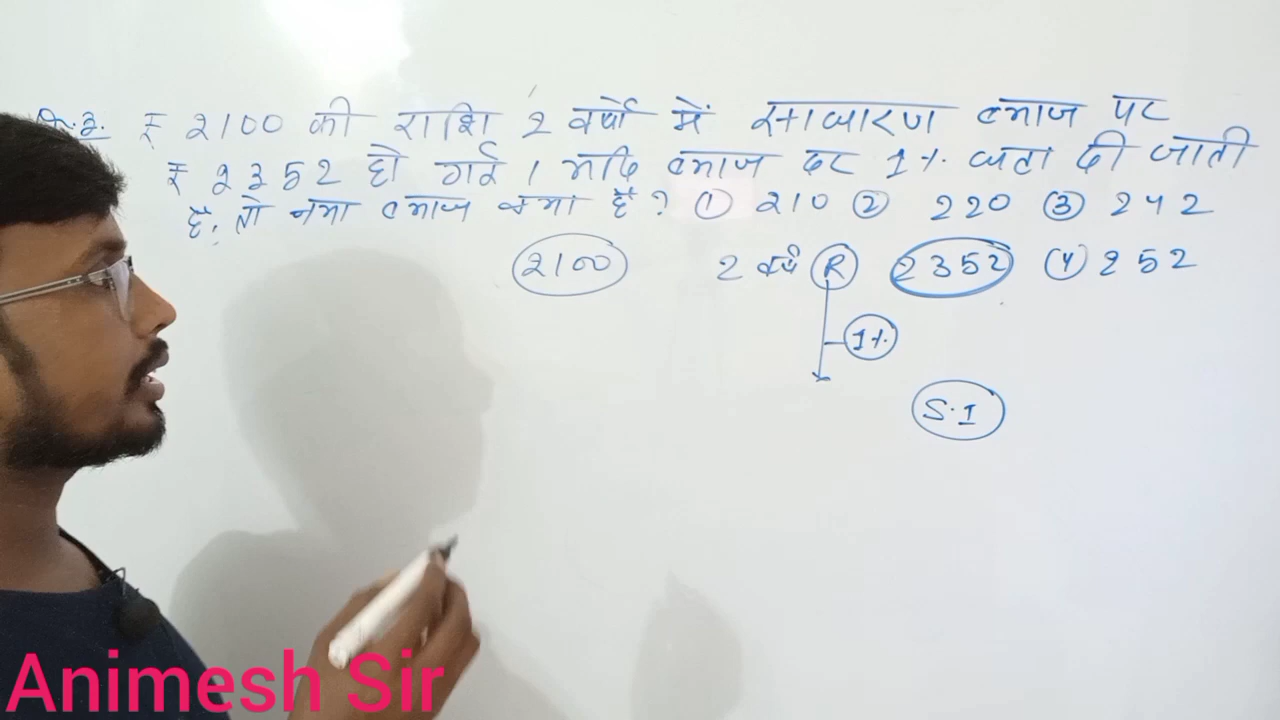 ₹ 2100 की राशि 2 वर्षो में साधारण ब्याज पर
₹ 2352 हो गई। यदि ब्याज दर 1% घटा दी जाती
है, तो नया ब्याज क्या है? ① 210 ② 220 ③ 242
2100 2 वर्ष R 2352 ④ 252
1%
S.I
Animesh Sir